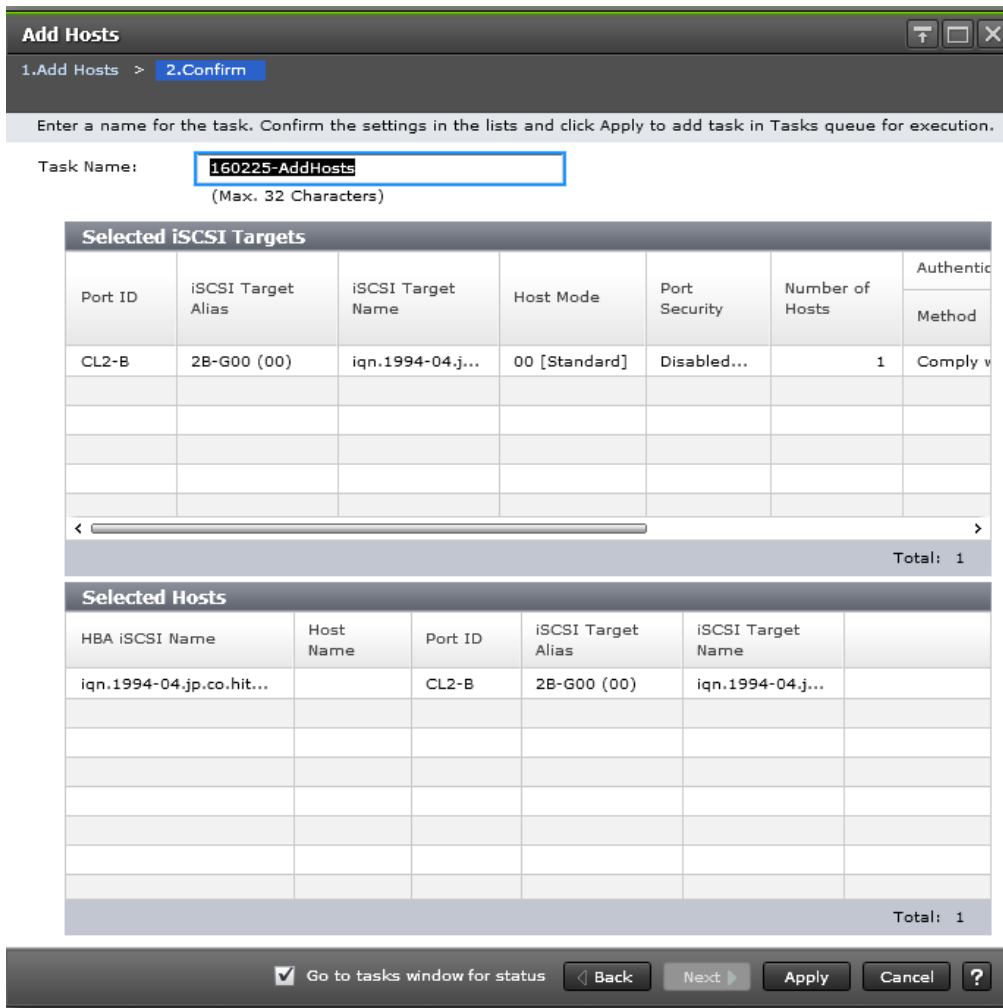 Add Hosts
1.Add Hosts > 2.Confirm
Enter a name for the task. Confirm the settings in the lists and click Apply to add task in Tasks queue for execution.
Task Name: 160225-AddHosts
(Max. 32 Characters)
Selected iSCSI Targets
Port ID iSCSI Target Alias iSCSI Target Name Host Mode Port Security Number of Hosts Authentic
Method
CL2-B 2B-G00 (00) iqn.1994-04.j... 00 [Standard] Disabled... 1 Comply w
Total: 1
Selected Hosts
HBA iSCSI Name Host Name Port ID iSCSI Target Alias iSCSI Target Name
iqn.1994-04.jp.co.hit... CL2-B 2B-G00 (00) iqn.1994-04.j...
Total: 1
Go to tasks window for status Back Next Apply Cancel ?